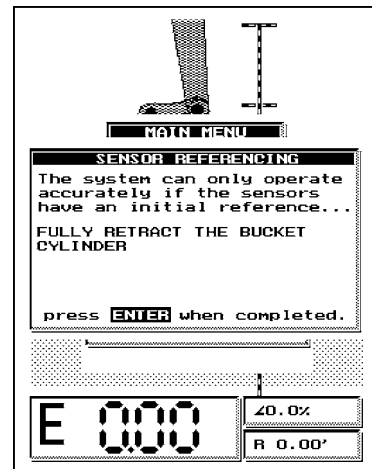 MAIN MENU
SENSOR REFERENCING
The system can only operate
accurately if the sensors
have an initial reference...
FULLY RETRACT THE BUCKET
CYLINDER
press ENTER when completed.
E 0.00
∠0.0%
R 0.00'